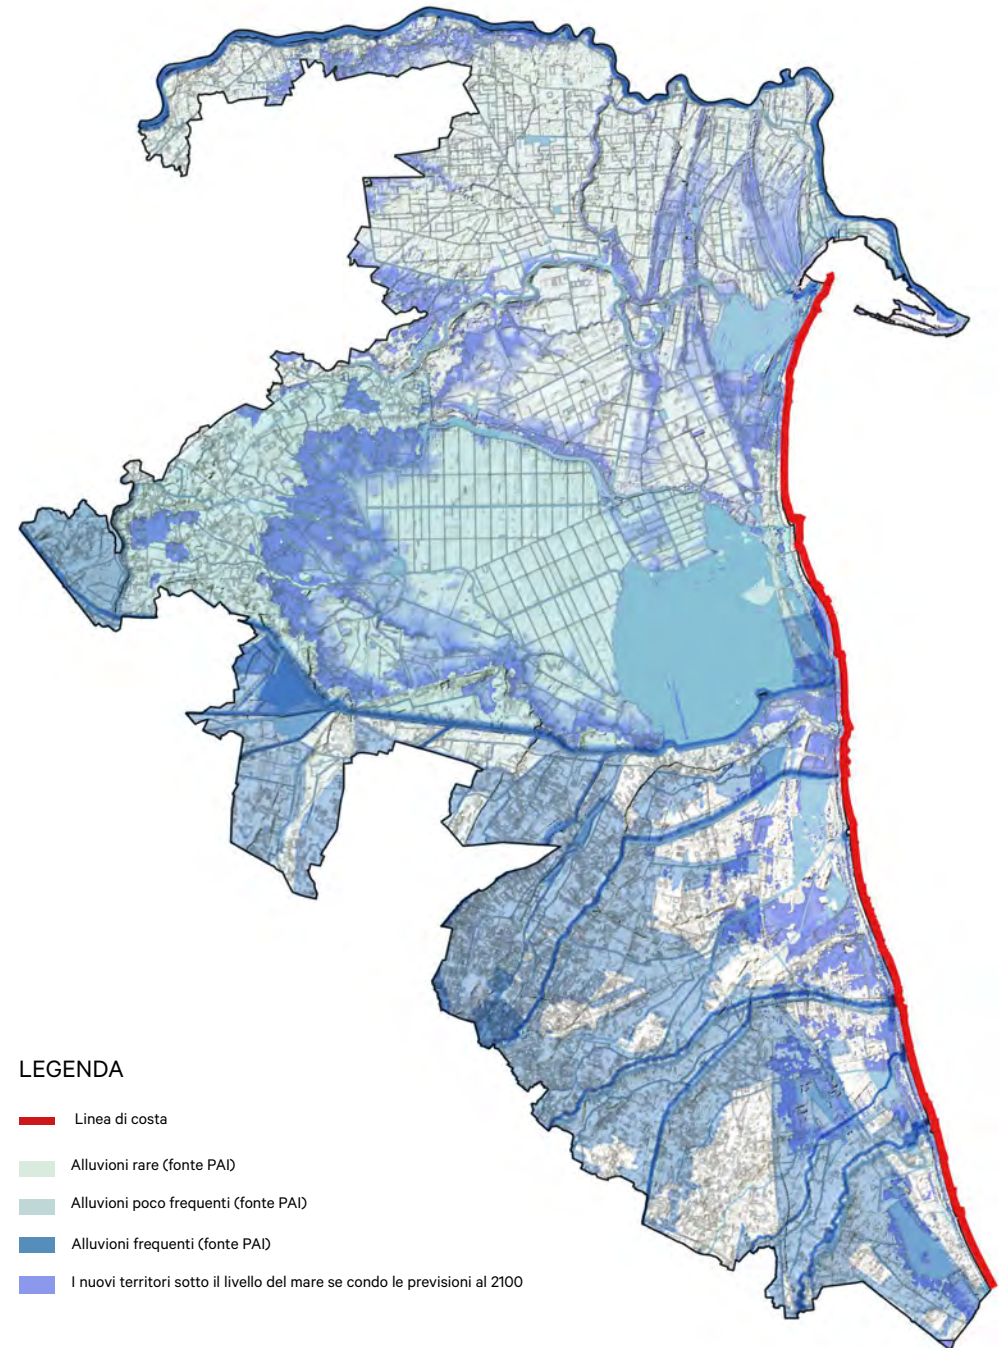 LEGENDA
Linea di costa
Alluvioni rare (fonte PAI)
Alluvioni poco frequenti (fonte PAI)
Alluvioni frequenti (fonte PAI)
I nuovi territori sotto il livello del mare se condo le previsioni al 2100